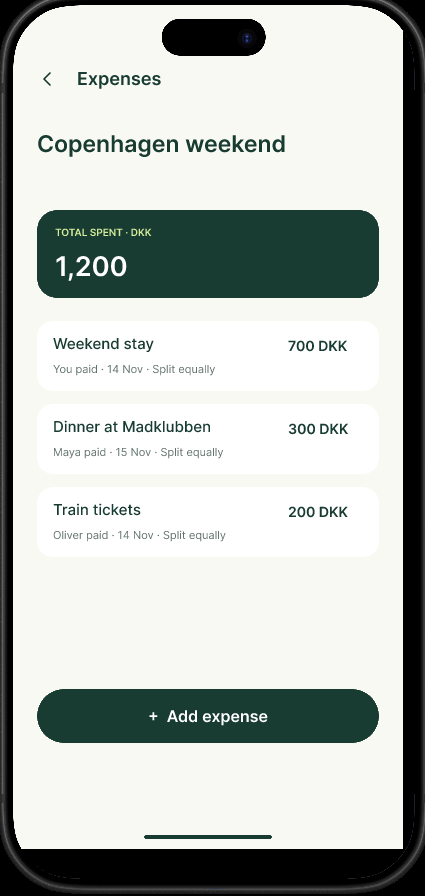 Expenses
Copenhagen weekend
TOTAL SPENT · DKK
1,200
Weekend stay
700 DKK
You paid · 14 Nov · Split equally
Dinner at Madklubben
300 DKK
Maya paid · 15 Nov · Split equally
Train tickets
200 DKK
Oliver paid · 14 Nov · Split equally
+ Add expense